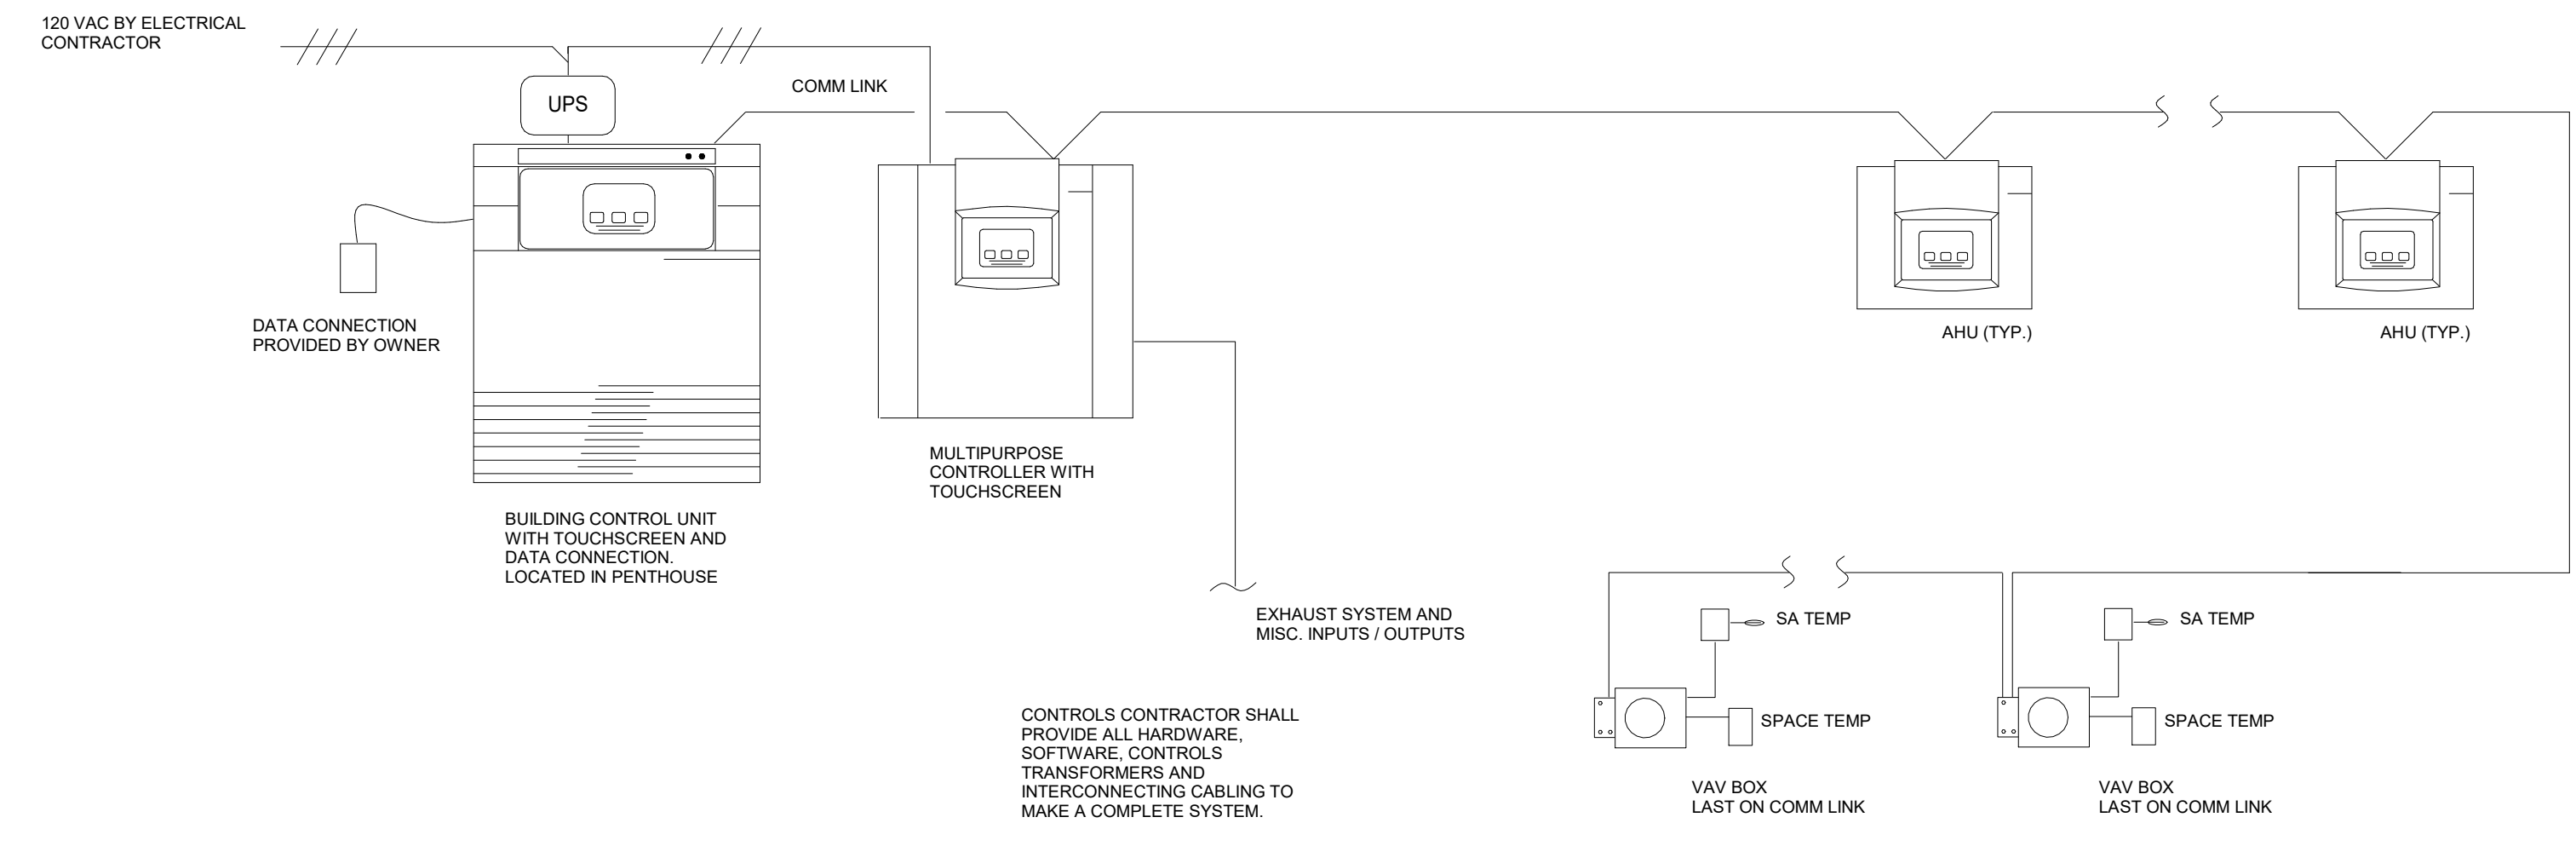 120 VAC BY ELECTRICAL
CONTRACTOR
UPS
COMM LINK
DATA CONNECTION
PROVIDED BY OWNER
AHU (TYP.)
AHU (TYP.)
MULTIPURPOSE
CONTROLLER WITH
TOUCHSCREEN
BUILDING CONTROL UNIT
WITH TOUCHSCREEN AND
DATA CONNECTION.
LOCATED IN PENTHOUSE
EXHAUST SYSTEM AND
MISC. INPUTS / OUTPUTS
SA TEMP
SA TEMP
SPACE TEMP
SPACE TEMP
CONTROLS CONTRACTOR SHALL
PROVIDE ALL HARDWARE,
SOFTWARE, CONTROLS
TRANSFORMERS AND
INTERCONNECTING CABLING TO
MAKE A COMPLETE SYSTEM.
VAV BOX
LAST ON COMM LINK
VAV BOX
LAST ON COMM LINK